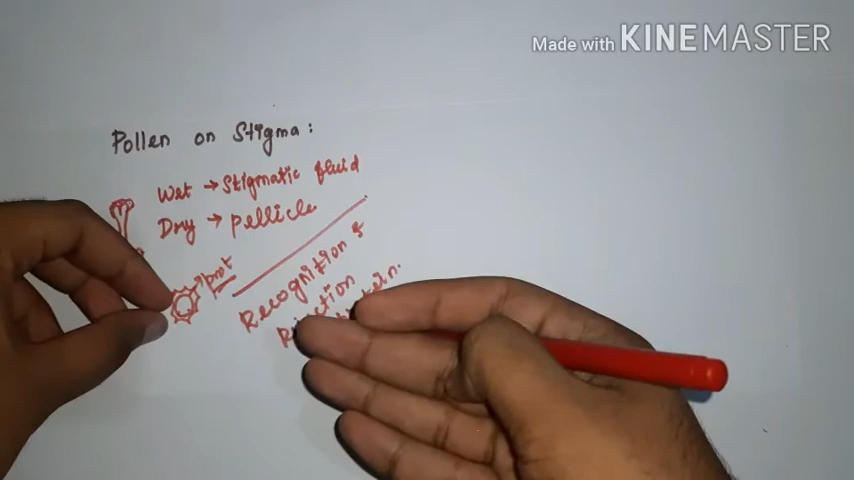 Made with KINEMASTER
Pollen on Stigma:
Wet → Stigmatic fluid
Dry → pellicle
prot
Recognition &